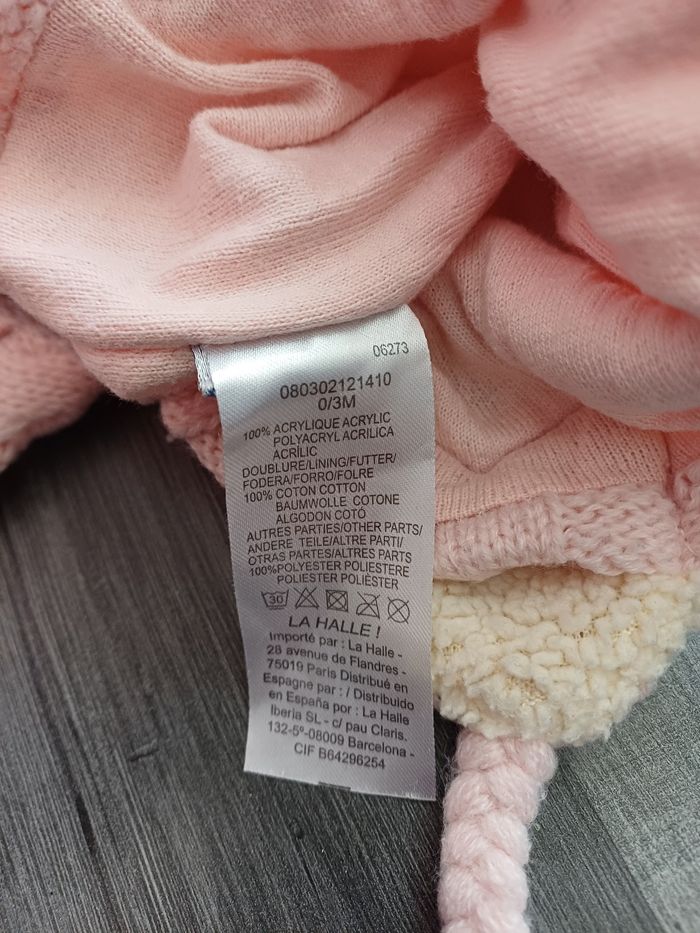 06273
080302121410
0/3M
100% ACRYLIQUE ACRYLIC
POLYACRYL ACRILICA
ACRÍLIC
DOUBLURE/LINING/FUTTER/
FODERA/FORRO/FOLRE
100% COTON COTTON
BAUMWOLLE COTONE
ALGODON COTÓ
AUTRES PARTIES/OTHER PARTS/
ANDERE TEILE/ALTRE PARTI/
OTRAS PARTES/ALTRES PARTS
100%POLYESTER POLIESTERE
POLIESTER POLIÈSTER
30
LA HALLE !
Importé par : La Halle -
28 avenue de Flandres -
75019 Paris Distribué en
Espagne par : / Distribuido
en España por : La Halle
Iberia SL - c/ pau Claris.
132-5º-08009 Barcelona -
CIF B64296254